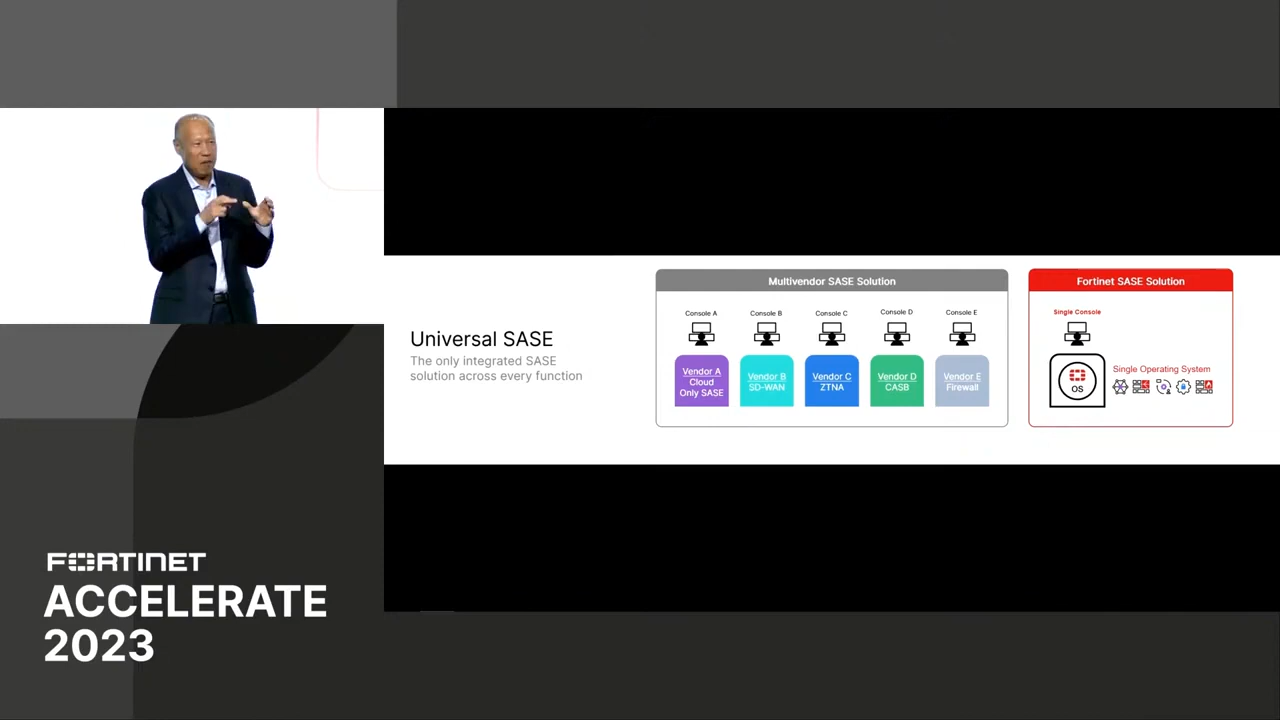 Universal SASE
The only integrated SASE
solution across every function
Multivendor SASE Solution
Console A
Console B
Console C
Console D
Console E
Vendor A
Cloud
Only SASE
Vendor B
SD-WAN
Vendor C
ZTNA
Vendor D
CASB
Vendor E
Firewall
Fortinet SASE Solution
Single Console
OS
Single Operating System
FORTINET
ACCELERATE
2023